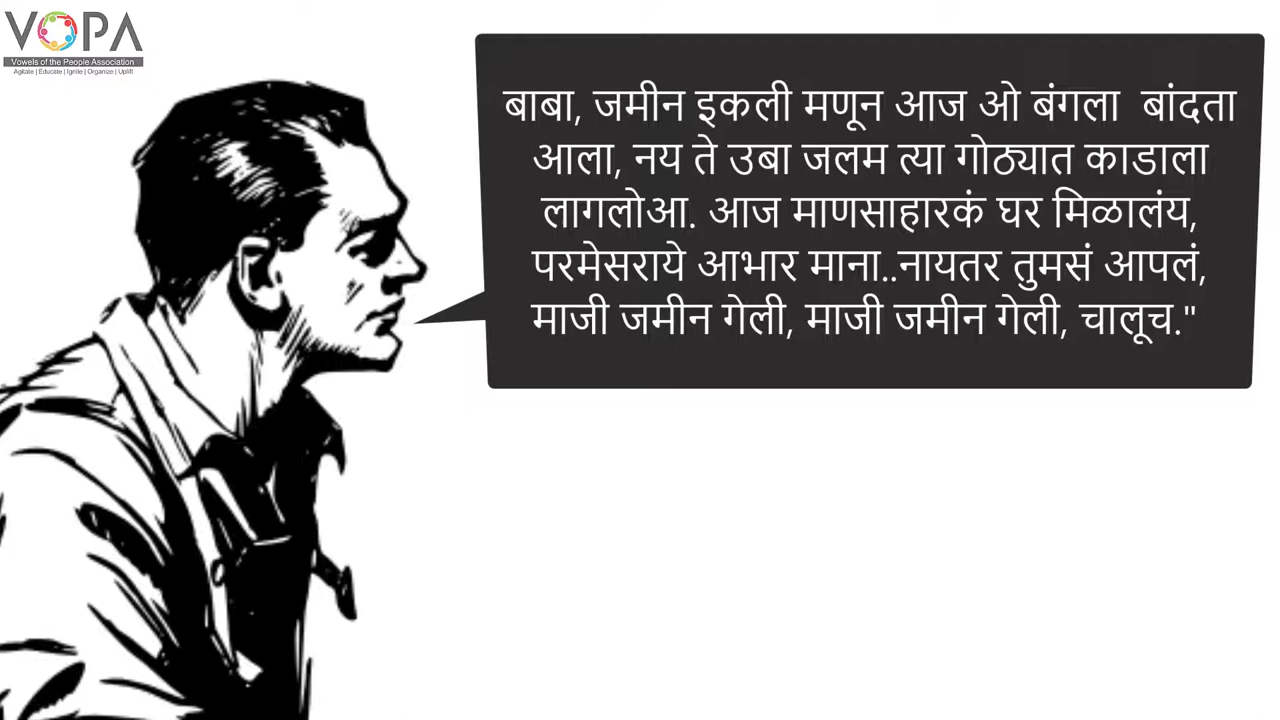 VOPA
Vowels of the People Association
Agitate | Educate | Ignite | Organize | Uplift
बाबा, जमीन इकली मणून आज ओ बंगला बांदता
आला, नय ते उबा जलम त्या गोठ्यात काडाला
लागलोआ. आज माणसाहारकं घर मिळालंय,
परमेसराये आभार माना..नायतर तुमसं आपलं,
माजी जमीन गेली, माजी जमीन गेली, चालूच."